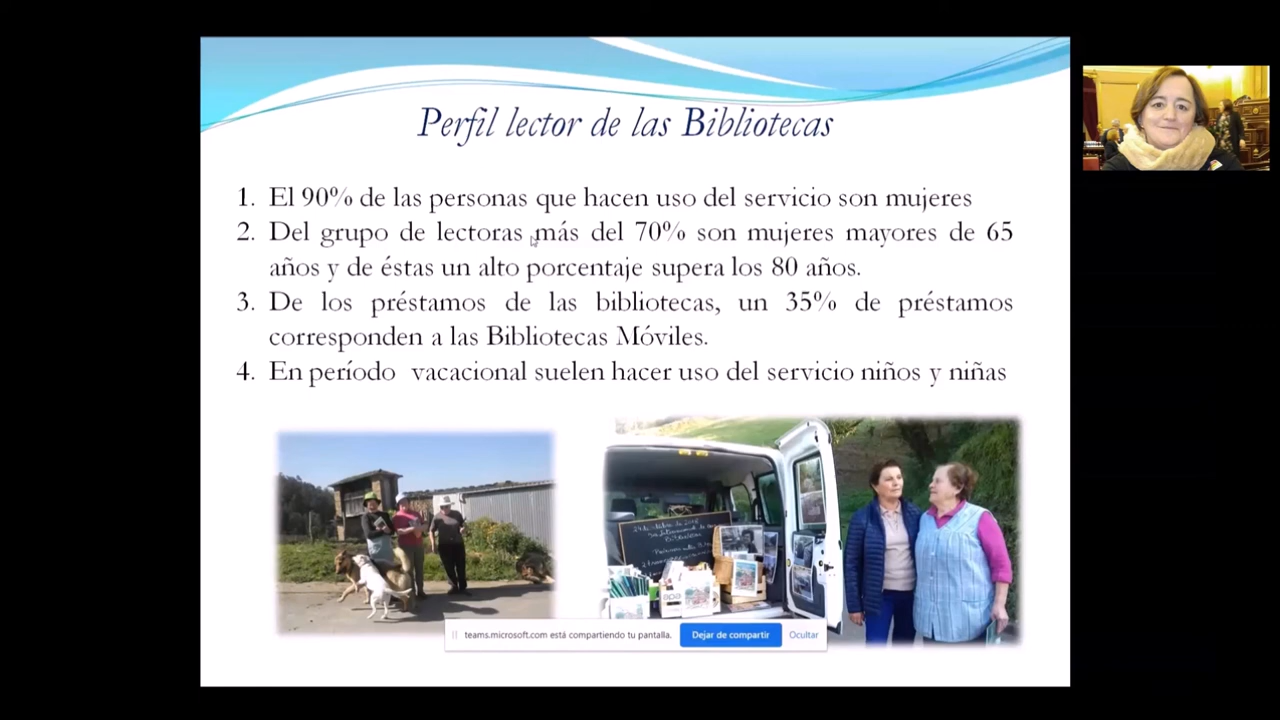 Perfil lector de las Bibliotecas
1. El 90% de las personas que hacen uso del servicio son mujeres
2. Del grupo de lectoras más del 70% son mujeres mayores de 65
años y de éstas un alto porcentaje supera los 80 años.
3. De los préstamos de las bibliotecas, un 35% de préstamos
corresponden a las Bibliotecas Móviles.
4. En período vacacional suelen hacer uso del servicio niños y niñas
teams.microsoft.com está compartiendo tu pantalla. Dejar de compartir Ocultar